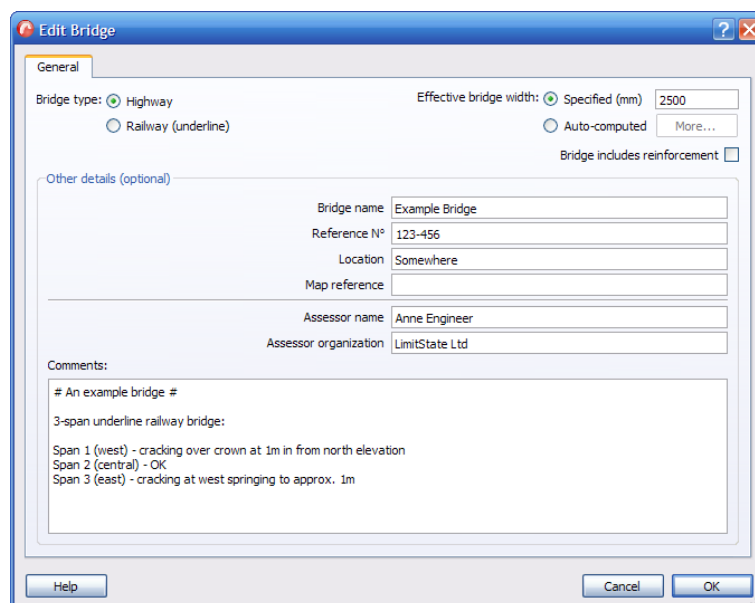 Edit Bridge
General
Bridge type: Highway
Effective bridge width: Specified (mm) 2500
Railway (underline)
Auto-computed More...
Bridge includes reinforcement
Other details (optional)
Bridge name Example Bridge
Reference N° 123-456
Location Somewhere
Map reference
Assessor name Anne Engineer
Assessor organization LimitState Ltd
Comments:
# An example bridge #
3-span underline railway bridge:
Span 1 (west) - cracking over crown at 1m in from north elevation
Span 2 (central) - OK
Span 3 (east) - cracking at west springing to approx. 1m
Help Cancel OK